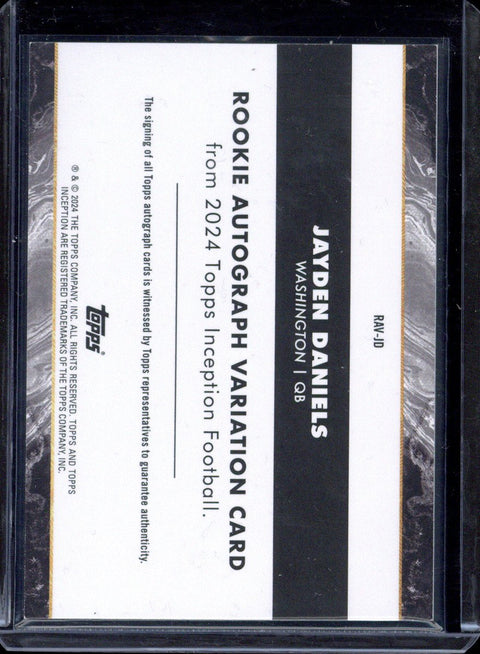 RAV-JD
JAYDEN DANIELS
WASHINGTON | QB
ROOKIE AUTOGRAPH VARIATION CARD
from 2024 Topps Inception Football.
The signing of all Topps autograph cards is witnessed by Topps representatives to guarantee authenticity.
topps®
® & © 2024 THE TOPPS COMPANY, INC. ALL RIGHTS RESERVED. TOPPS AND TOPPS
INCEPTION ARE REGISTERED TRADEMARKS OF THE TOPPS COMPANY, INC.